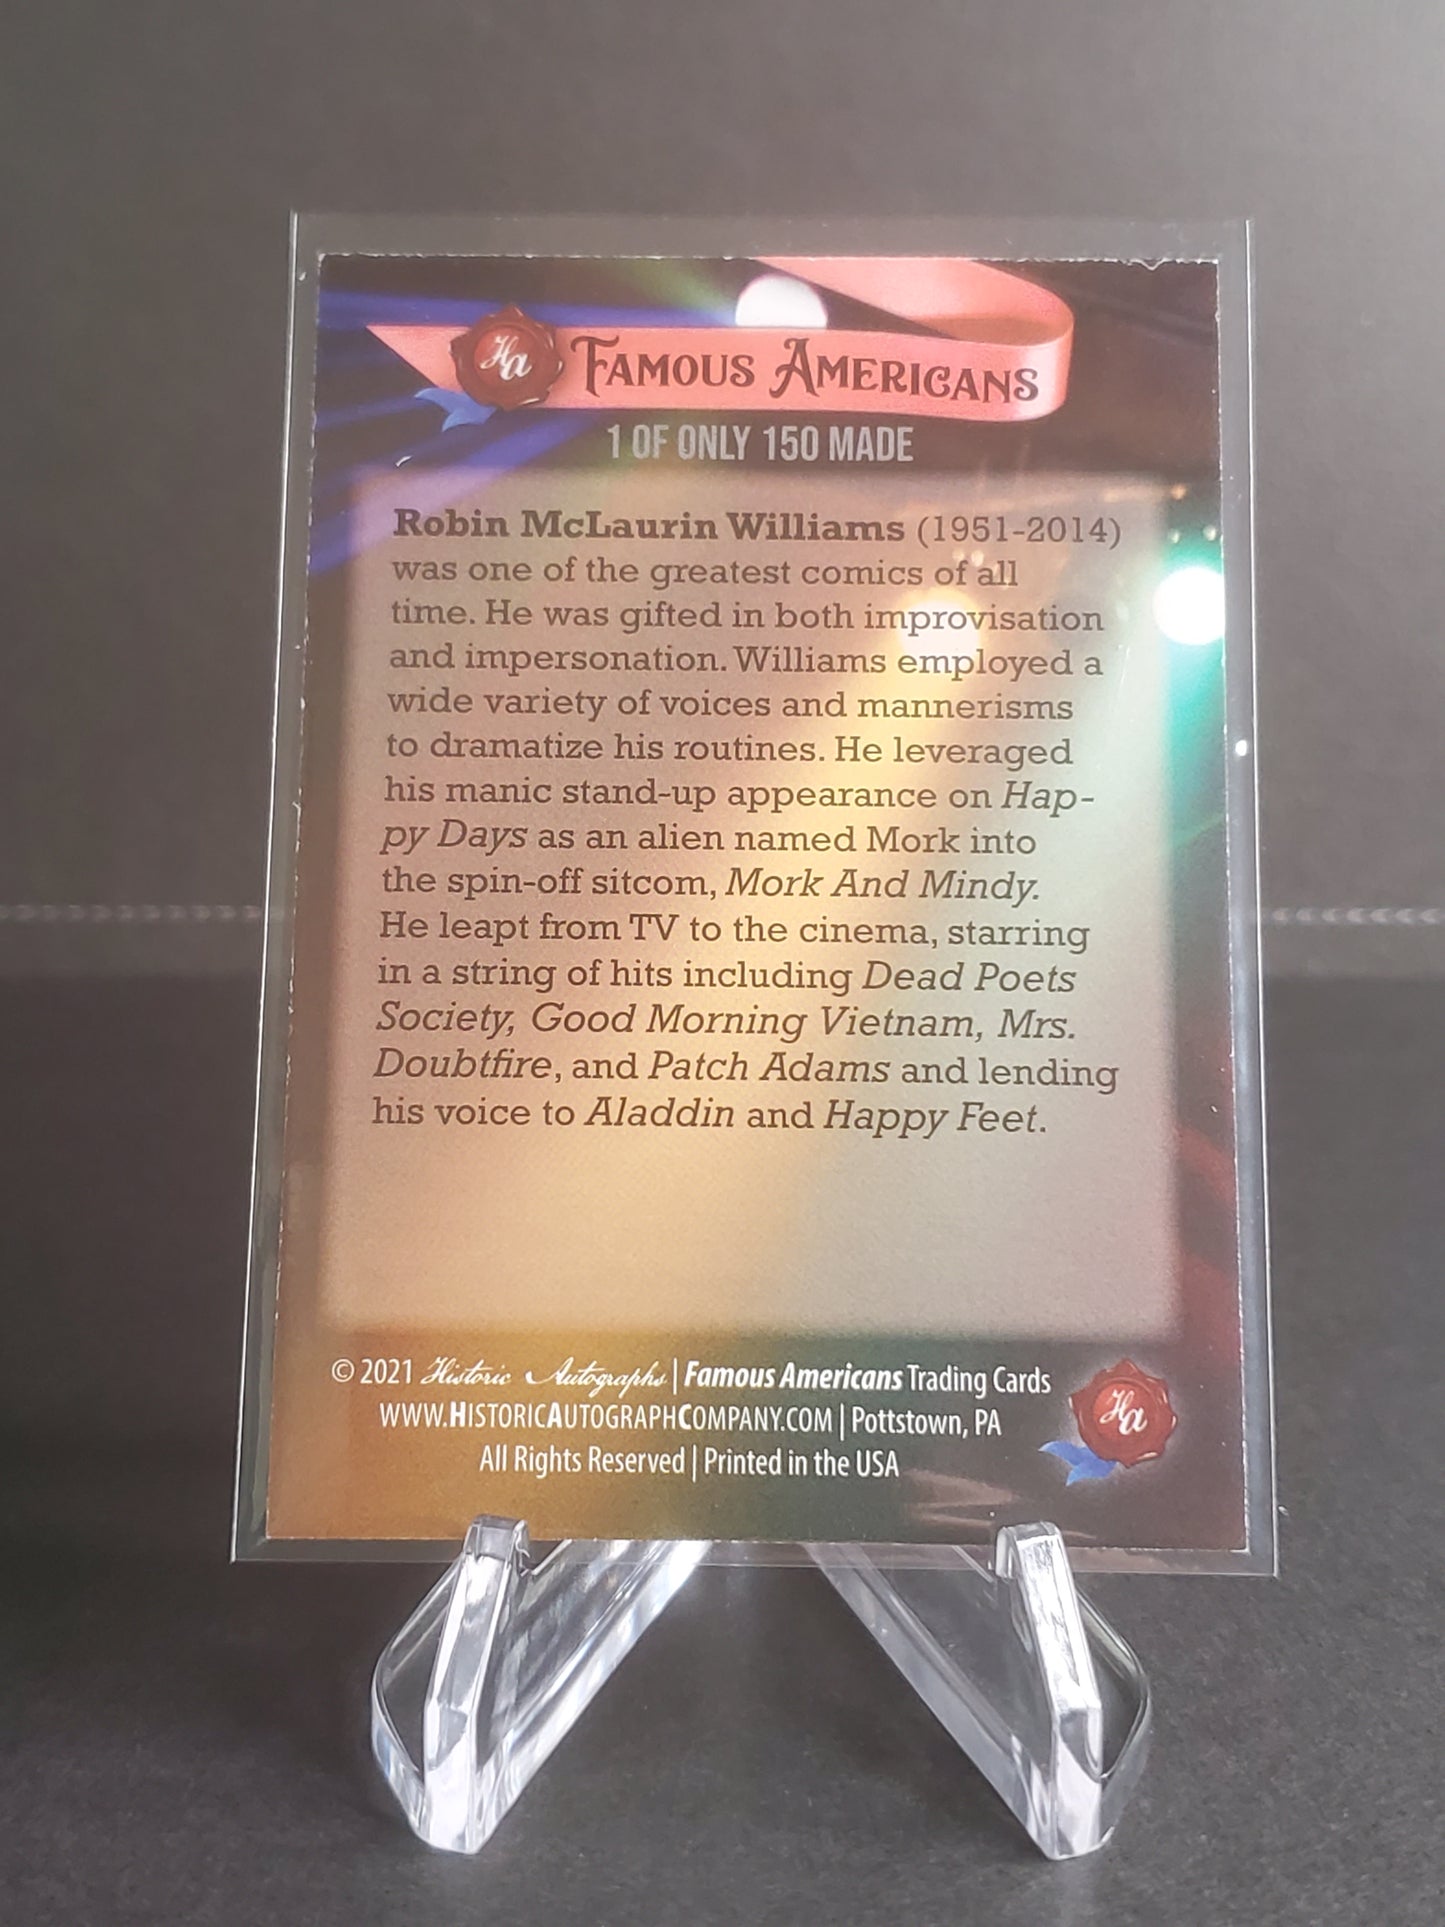 Ha FAMOUS AMERICANS
1 OF ONLY 150 MADE
Robin McLaurin Williams (1951-2014)
was one of the greatest comics of all
time. He was gifted in both improvisation
and impersonation. Williams employed a
wide variety of voices and mannerisms
to dramatize his routines. He leveraged
his manic stand-up appearance on Hap-
py Days as an alien named Mork into
the spin-off sitcom, Mork And Mindy.
He leapt from TV to the cinema, starring
in a string of hits including Dead Poets
Society, Good Morning Vietnam, Mrs.
Doubtfire, and Patch Adams and lending
his voice to Aladdin and Happy Feet.
© 2021 Historic Autographs | Famous Americans Trading Cards
WWW.HISTORICAUTOGRAPHCOMPANY.COM | Pottstown, PA
All Rights Reserved | Printed in the USA
Ha